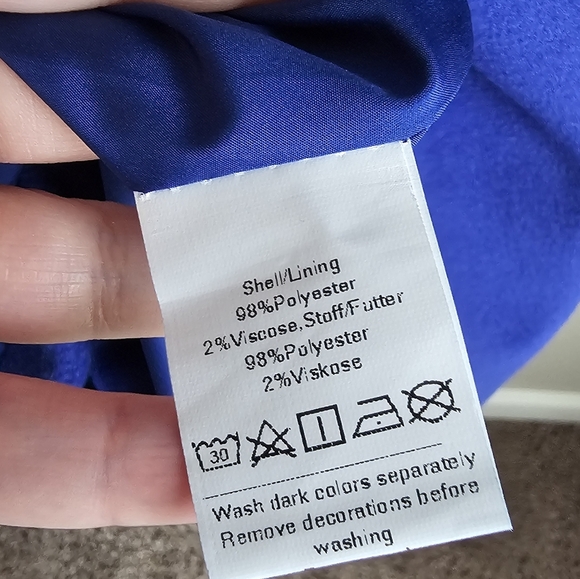 Shell/Lining
98%Polyester
2%Viscose,Stoff/Futter
98%Polyester
2%Viskose
30
Wash dark colors separately
Remove decorations before
washing